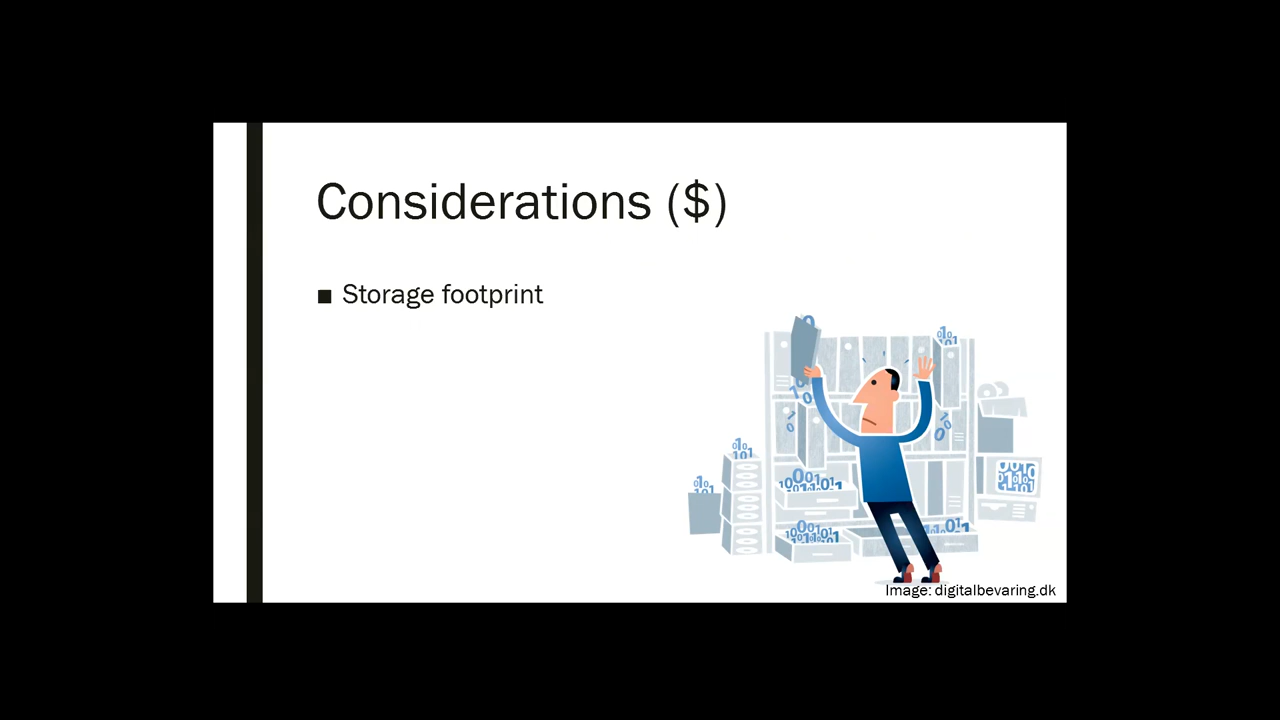 Considerations ($)
■ Storage footprint
Image: digitalbevaring.dk